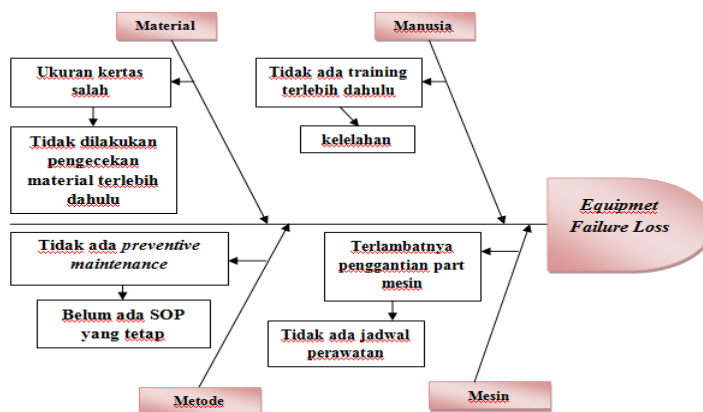 Material
Manusia
Ukuran kertas
salah
Tidak ada training
terlebih dahulu
kelelahan
Tidak dilakukan
pengecekan
material terlebih
dahulu
Equipmet
Failure Loss
Tidak ada preventive
maintenance
Terlambatnya
penggantian part
mesin
Belum ada SOP
yang tetap
Tidak ada jadwal
perawatan
Metode
Mesin